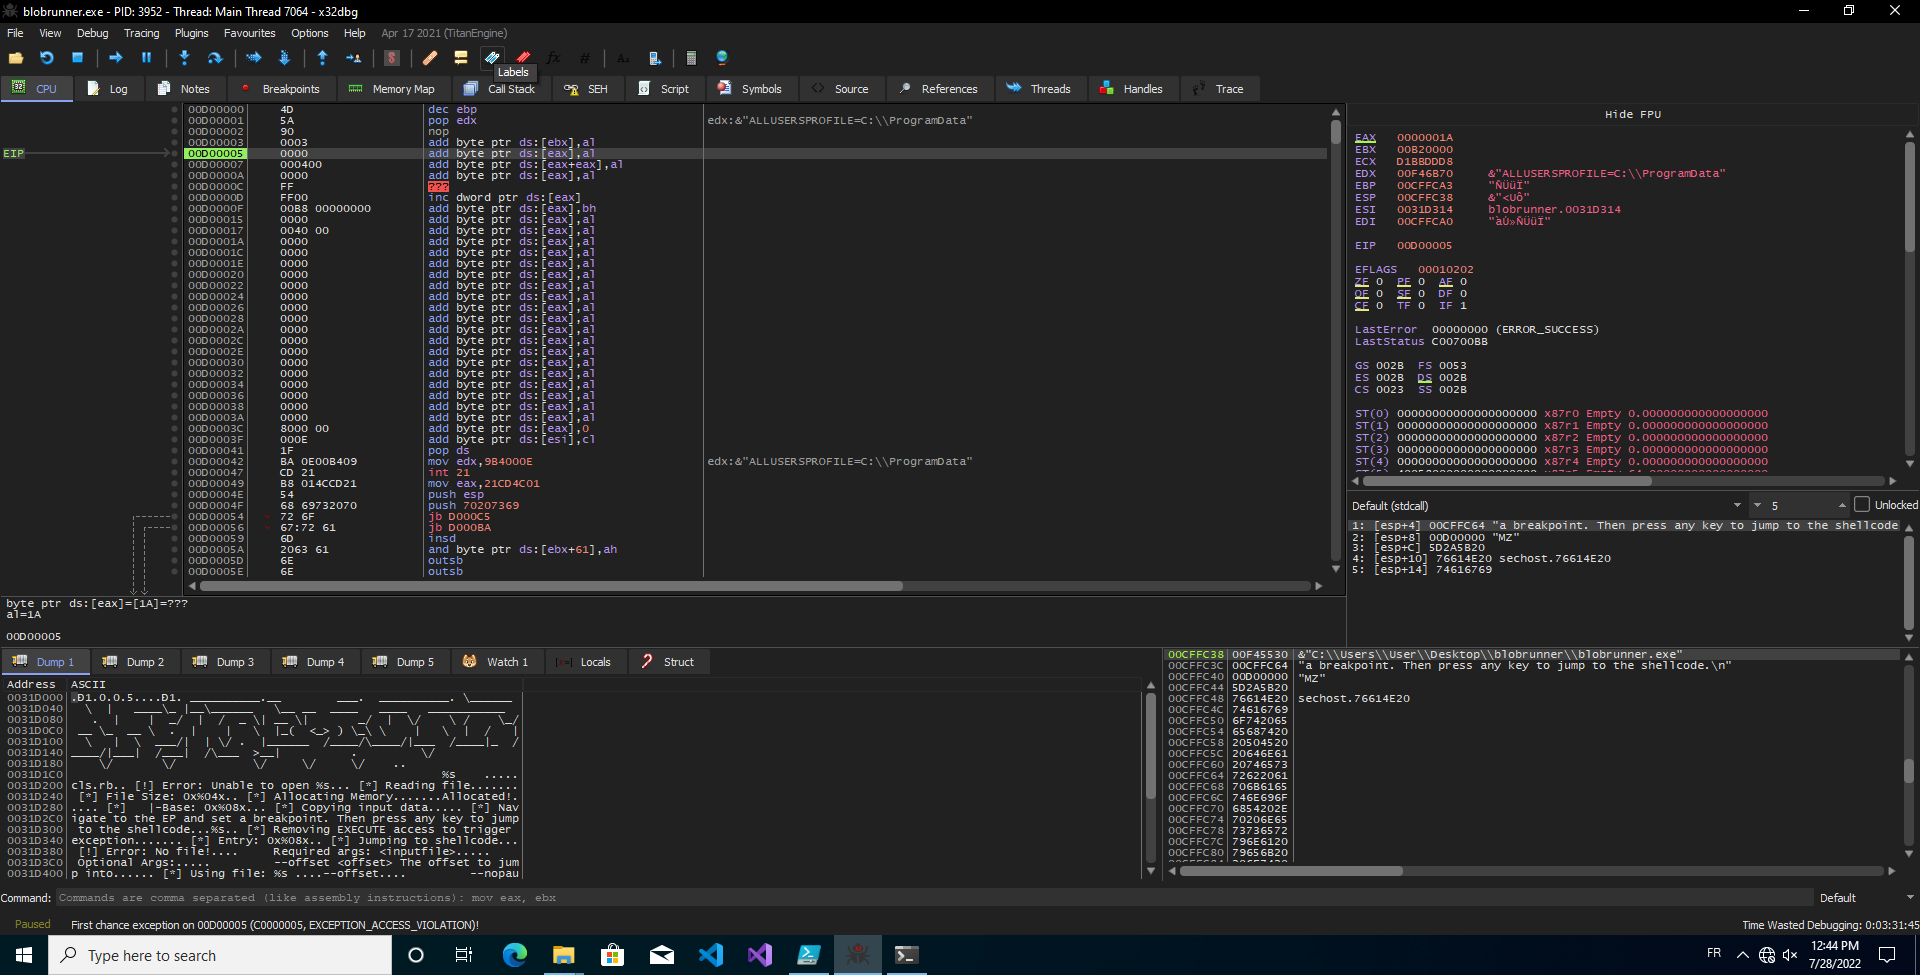 blobrunner.exe - PID: 3952 - Thread: Main Thread 7064 - x32dbg
File View Debug Tracing Plugins Favourites Options Help Apr 17 2021 (TitanEngine)
Labels
CPU Log Notes Breakpoints Memory Map Call Stack SEH Script Symbols Source References Threads Handles Trace
EIP
00D00000 4D dec ebp
00D00001 5A pop edx edx:&"ALLUSERSPROFILE=C:\\ProgramData"
00D00002 90 nop
00D00003 0003 add byte ptr ds:[ebx],al
00D00005 0000 add byte ptr ds:[eax],al
00D00007 000400 add byte ptr ds:[eax+eax],al
00D0000A 0000 add byte ptr ds:[eax],al
00D0000C FF ???
00D0000D FF00 inc dword ptr ds:[eax]
00D0000F 00B8 00000000 add byte ptr ds:[eax],bh
00D00015 0000 add byte ptr ds:[eax],al
00D00017 0040 00 add byte ptr ds:[eax],al
00D0001A 0000 add byte ptr ds:[eax],al
00D0001C 0000 add byte ptr ds:[eax],al
00D0001E 0000 add byte ptr ds:[eax],al
00D00020 0000 add byte ptr ds:[eax],al
00D00022 0000 add byte ptr ds:[eax],al
00D00024 0000 add byte ptr ds:[eax],al
00D00026 0000 add byte ptr ds:[eax],al
00D00028 0000 add byte ptr ds:[eax],al
00D0002A 0000 add byte ptr ds:[eax],al
00D0002C 0000 add byte ptr ds:[eax],al
00D0002E 0000 add byte ptr ds:[eax],al
00D00030 0000 add byte ptr ds:[eax],al
00D00032 0000 add byte ptr ds:[eax],al
00D00034 0000 add byte ptr ds:[eax],al
00D00036 0000 add byte ptr ds:[eax],al
00D00038 0000 add byte ptr ds:[eax],al
00D0003A 0000 add byte ptr ds:[eax],al
00D0003C 8000 00 add byte ptr ds:[eax],0
00D0003F 000E add byte ptr ds:[esi],cl
00D00041 1F pop ds
00D00042 BA 0E00B409 mov edx,9B4000E edx:&"ALLUSERSPROFILE=C:\\ProgramData"
00D00047 CD 21 int 21
00D00049 B8 014CCD21 mov eax,21CD4C01
00D0004E 54 push esp
00D0004F 68 69732070 push 70207369
00D00054 72 6F jb D000C5
00D00056 67:72 61 jb D000BA
00D00059 6D insd
00D0005A 2063 61 and byte ptr ds:[ebx+61],ah
00D0005D 6E outsb
00D0005E 6E outsb
byte ptr ds:[eax]=[1A]=???
al=1A
00D00005
Hide FPU
EAX 0000001A
EBX 00B20000
ECX D1BBDDD8
EDX 00F46B70 &"ALLUSERSPROFILE=C:\\ProgramData"
EBP 00CFFCA3 "ÑÜüÏ"
ESP 00CFFC38 &"<Uô"
ESI 0031D314 blobrunner.0031D314
EDI 00CFFCA0 "àÙ»ÑÜüÏ"
EIP 00D00005
EFLAGS 00010202
ZF 0 PF 0 AF 0
OF 0 SF 0 DF 0
CF 0 TF 0 IF 1
LastError 00000000 (ERROR_SUCCESS)
LastStatus C00700BB
GS 002B FS 0053
ES 002B DS 002B
CS 0023 SS 002B
ST(0) 00000000000000000000 x87r0 Empty 0.000000000000000000
ST(1) 00000000000000000000 x87r1 Empty 0.000000000000000000
ST(2) 00000000000000000000 x87r2 Empty 0.000000000000000000
ST(3) 00000000000000000000 x87r3 Empty 0.000000000000000000
ST(4) 00000000000000000000 x87r4 Empty 0.000000000000000000
Default (stdcall) 5 Unlocked
1: [esp+4] 00CFFC64 "a breakpoint. Then press any key to jump to the shellcode
2: [esp+8] 00D00000 "MZ"
3: [esp+C] 5D2A5B20
4: [esp+10] 76614E20 sechost.76614E20
5: [esp+14] 74616769
Dump 1 Dump 2 Dump 3 Dump 4 Dump 5 Watch 1 Locals Struct
Address ASCII
0031D000
0031D040
0031D080
0031D0C0
0031D100
0031D140
0031D180
0031D1C0 %s .....
0031D200 cls.rb.. [!] Error: Unable to open %s... [*] Reading file.......
0031D240 [*] File Size: 0x%04x.. [*] Allocating Memory.......Allocated!.
0031D280 .... [*] |-Base: 0x%08x... [*] Copying input data..... [*] Nav
0031D2C0 igate to the EP and set a breakpoint. Then press any key to jump
0031D300 to the shellcode...%s.. [*] Removing EXECUTE access to trigger
0031D340 exception....... [*] Entry: 0x%08x.. [*] Jumping to shellcode...
0031D380 [!] Error: No file!.... Required args: <inputfile>.....
0031D3C0 Optional Args:..... --offset <offset> The offset to jum
0031D400 p into...... [*] Using file: %s ....--offset.... --nopau
00CFFC38 00F45530 &"C:\\Users\\User\\Desktop\\blobrunner\\blobrunner.exe"
00CFFC3C 00CFFC64 "a breakpoint. Then press any key to jump to the shellcode.\n"
00CFFC40 00D00000 "MZ"
00CFFC44 5D2A5B20
00CFFC48 76614E20 sechost.76614E20
00CFFC4C 74616769
00CFFC50 6F742065
00CFFC54 65687420
00CFFC58 20504520
00CFFC5C 20646E61
00CFFC60 20746573
00CFFC64 72622061
00CFFC68 706B6165
00CFFC6C 746E696F
00CFFC70 6854202E
00CFFC74 70206E65
00CFFC78 73736572
00CFFC7C 796E6120
00CFFC80 79656B20
Command: Commands are comma separated (like assembly instructions): mov eax, ebx Default
Paused First chance exception on 00D00005 (C0000005, EXCEPTION_ACCESS_VIOLATION)! Time Wasted Debugging: 0:03:31:45
Type here to search
FR
12:44 PM
7/28/2022